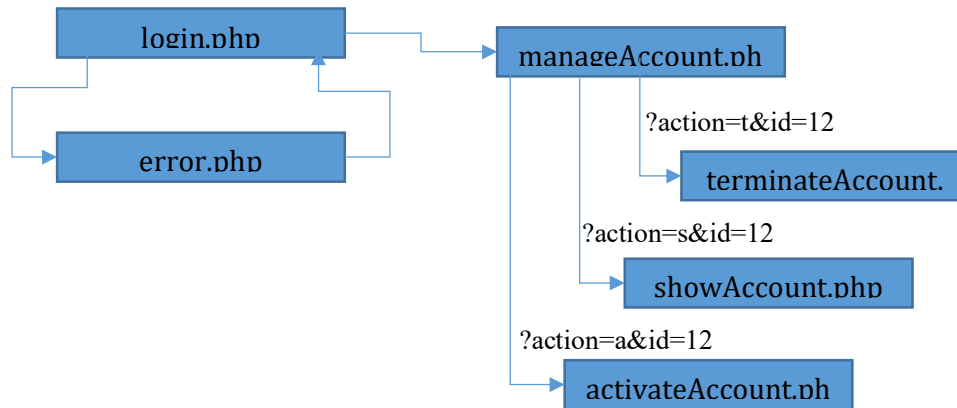 login.php
manageAccount.ph
?action=t&id=12
error.php
terminateAccount.
?action=s&id=12
showAccount.php
?action=a&id=12
activateAccount.ph